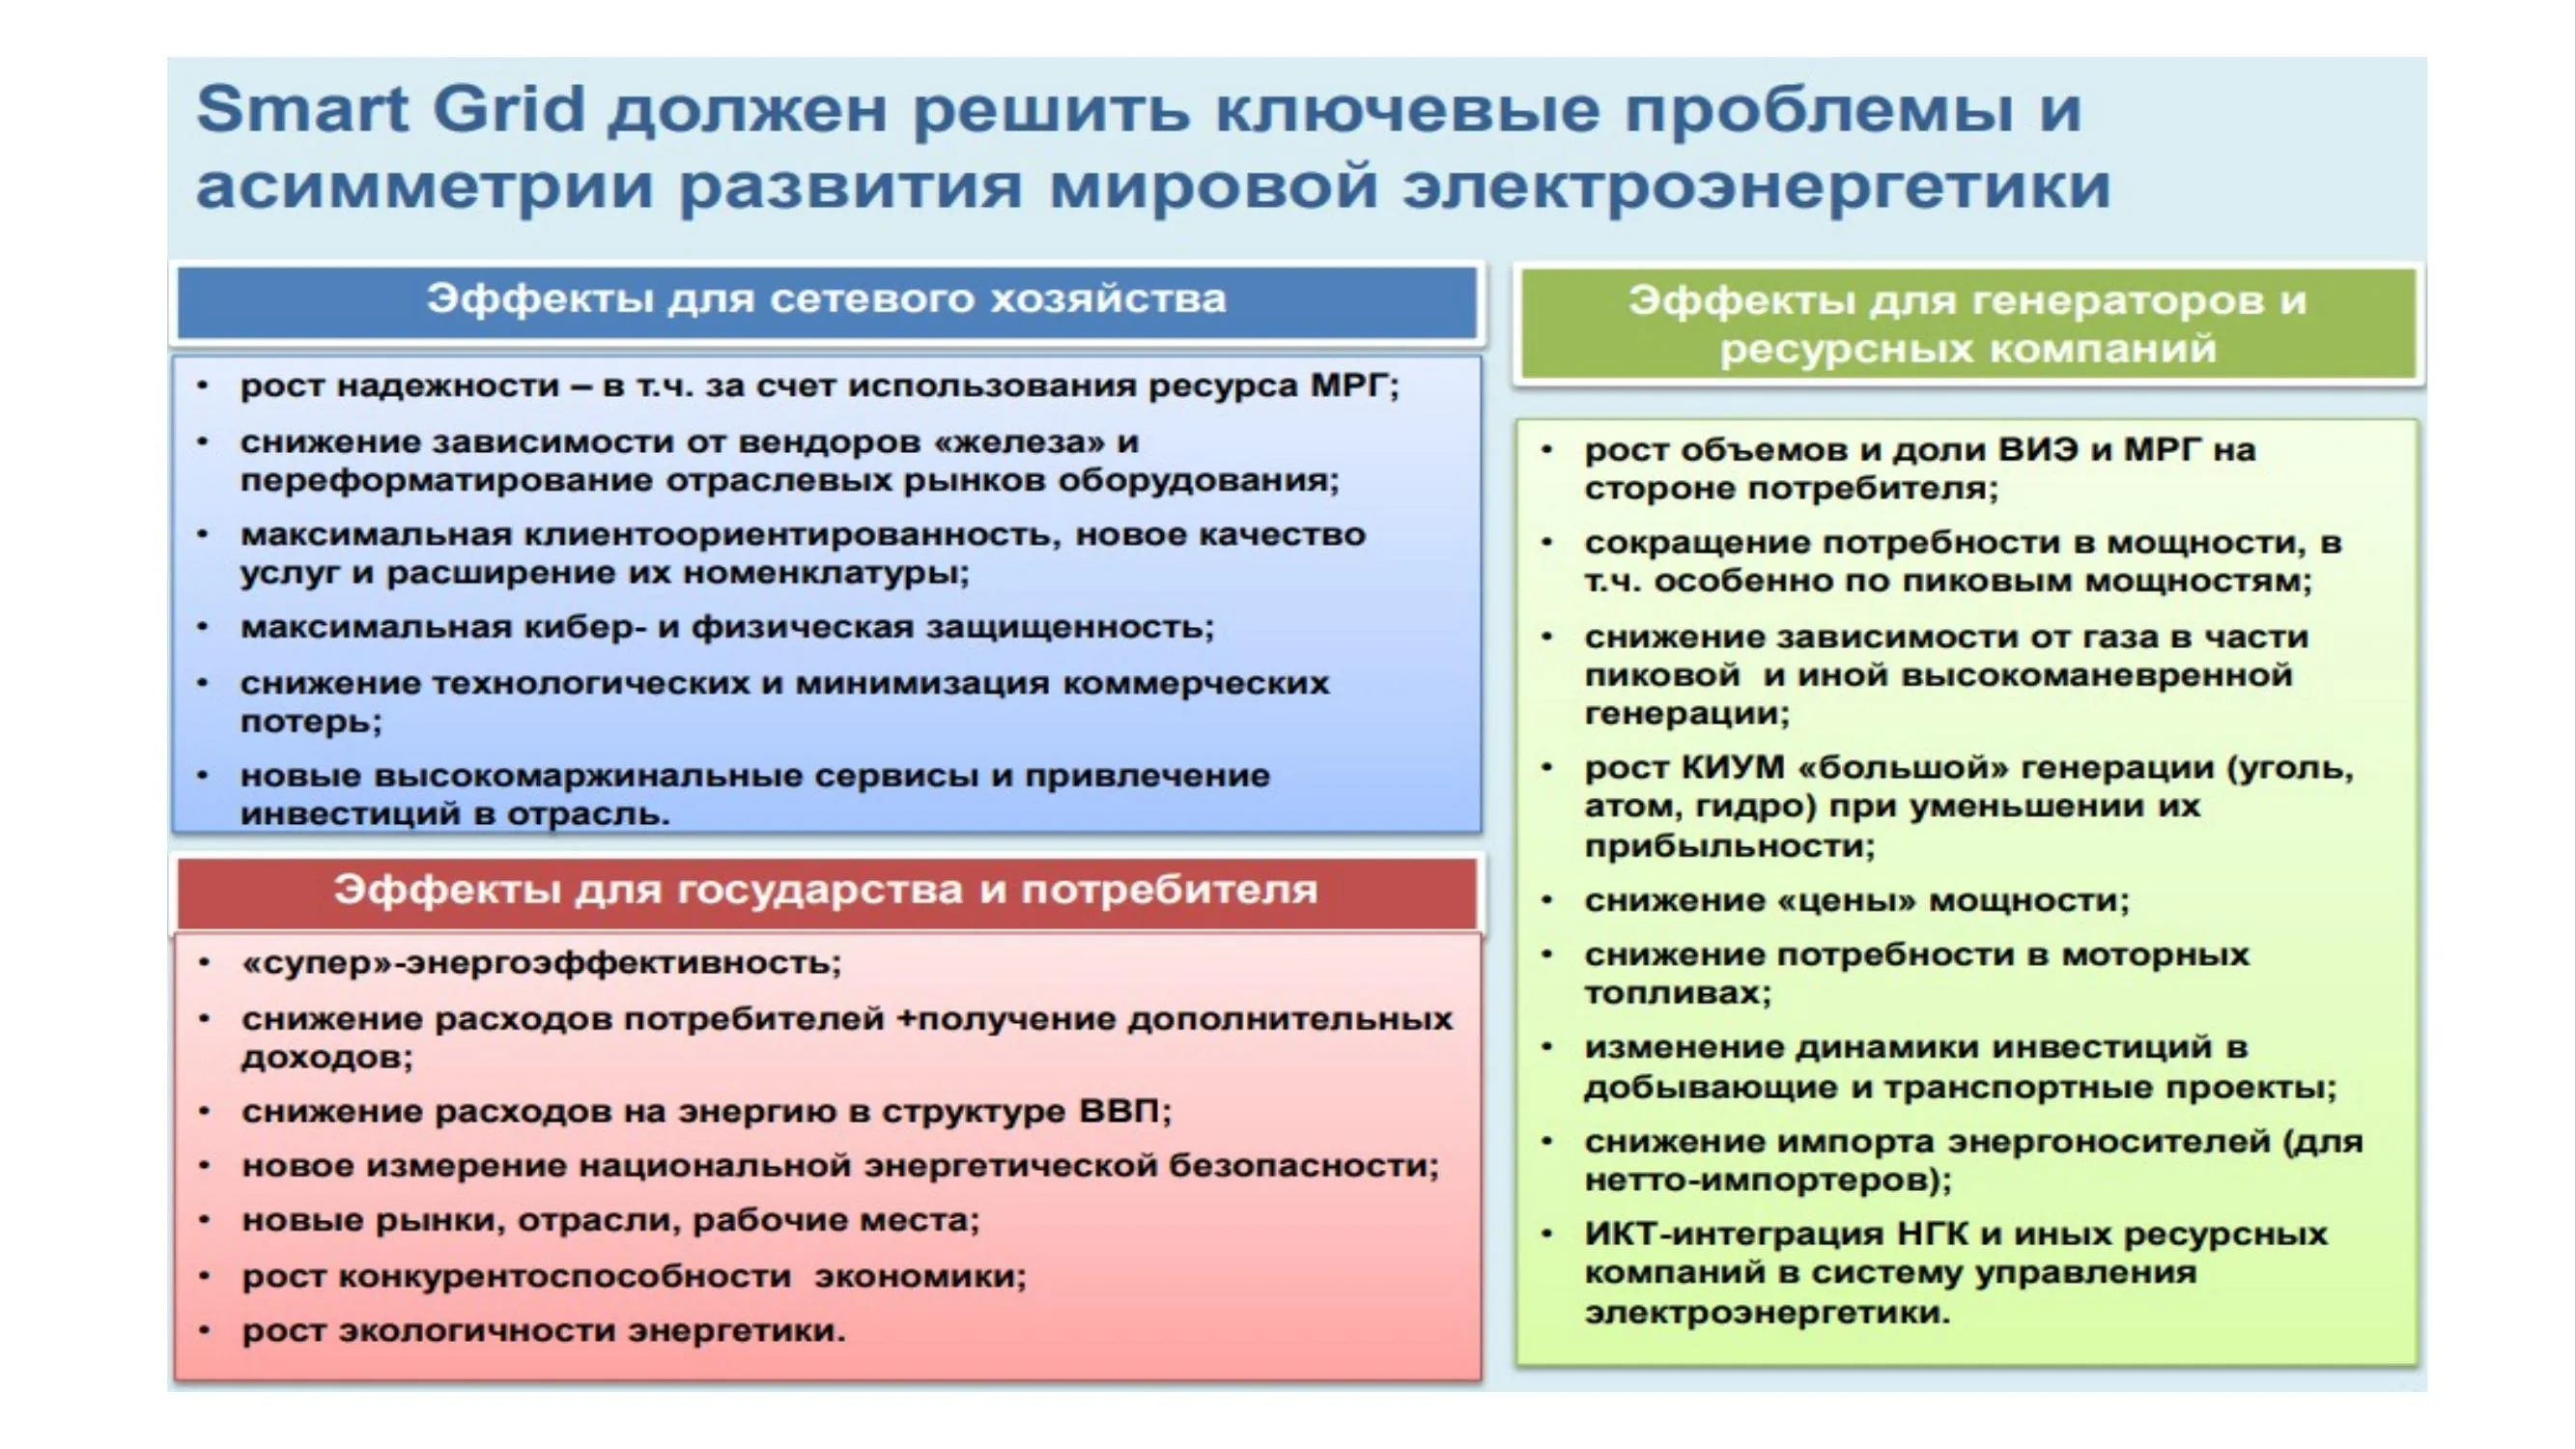 Smart Grid должен решить ключевые проблемы и
асимметрии развития мировой электроэнергетики
Эффекты для сетевого хозяйства
• рост надежности – в т.ч. за счет использования ресурса МРГ;
• снижение зависимости от вендоров «железа» и
переформатирование отраслевых рынков оборудования;
• максимальная клиентоориентированность, новое качество
услуг и расширение их номенклатуры;
• максимальная кибер- и физическая защищенность;
• снижение технологических и минимизация коммерческих
потерь;
• новые высокомаржинальные сервисы и привлечение
инвестиций в отрасль.
Эффекты для государства и потребителя
• «супер»-энергоэффективность;
• снижение расходов потребителей +получение дополнительных
доходов;
• снижение расходов на энергию в структуре ВВП;
• новое измерение национальной энергетической безопасности;
• новые рынки, отрасли, рабочие места;
• рост конкурентоспособности  экономики;
• рост экологичности энергетики.
Эффекты для генераторов и
ресурсных компаний
• рост объемов и доли ВИЭ и МРГ на
стороне потребителя;
• сокращение потребности в мощности, в
т.ч. особенно по пиковым мощностям;
• снижение зависимости от газа в части
пиковой  и иной высокоманевренной
генерации;
• рост КИУМ «большой» генерации (уголь,
атом, гидро) при уменьшении их
прибыльности;
• снижение «цены» мощности;
• снижение потребности в моторных
топливах;
• изменение динамики инвестиций в
добывающие и транспортные проекты;
• снижение импорта энергоносителей (для
нетто-импортеров);
• ИКТ-интеграция НГК и иных ресурсных
компаний в систему управления
электроэнергетики.